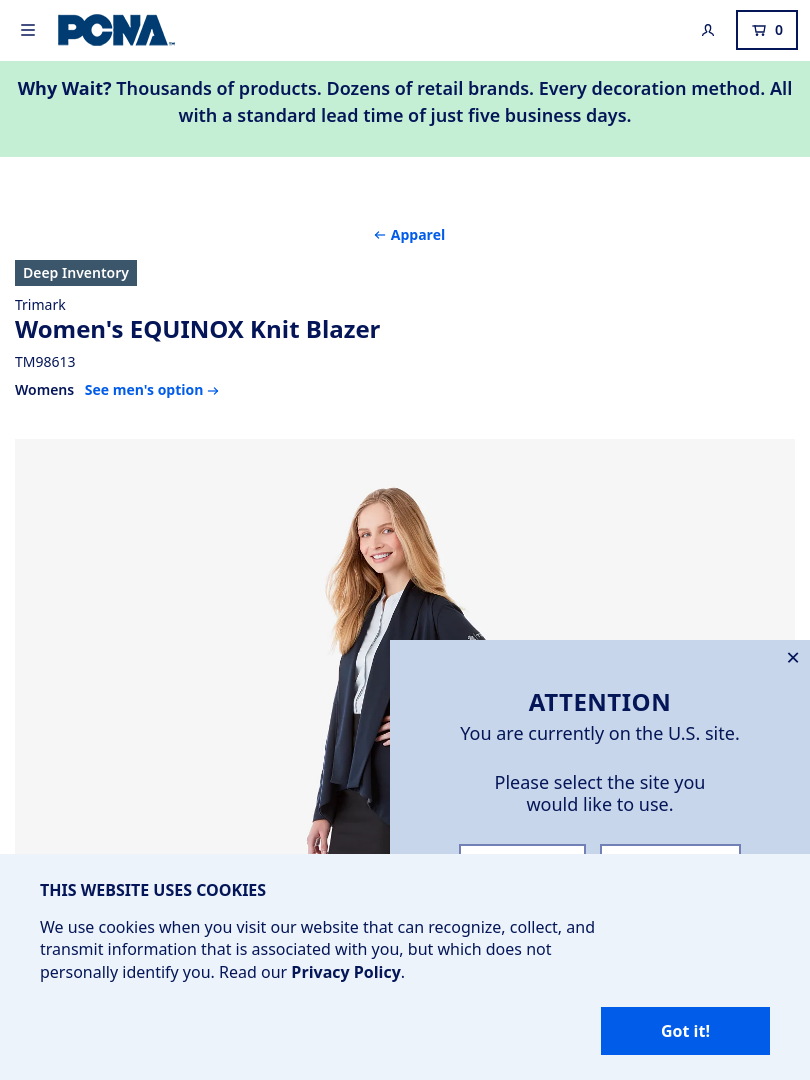 PCNA
0
Why Wait? Thousands of products. Dozens of retail brands. Every decoration method. All
with a standard lead time of just five business days.
← Apparel
Deep Inventory
Trimark
Women's EQUINOX Knit Blazer
TM98613
Womens See men's option →
ATTENTION
You are currently on the U.S. site.
Please select the site you
would like to use.
THIS WEBSITE USES COOKIES
We use cookies when you visit our website that can recognize, collect, and
transmit information that is associated with you, but which does not
personally identify you. Read our Privacy Policy.
Got it!